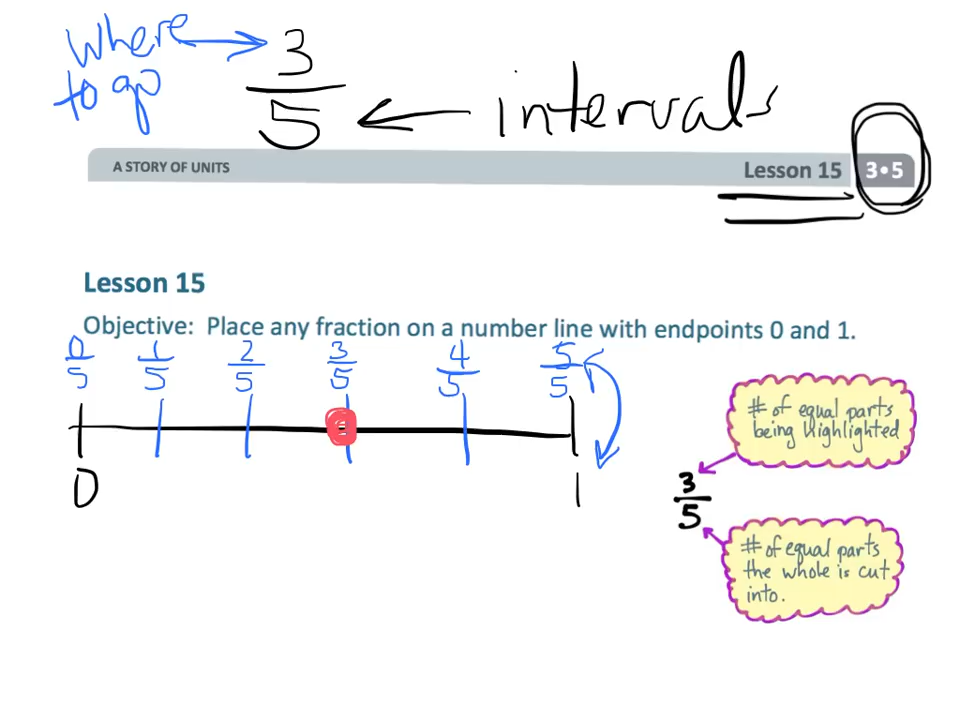 where → 3
to go
5 ← intervals
A STORY OF UNITS
Lesson 15 3•5
Lesson 15
Objective: Place any fraction on a number line with endpoints 0 and 1.
0/5 1/5 2/5 3/5 4/5 5/5
0 1
# of equal parts
being highlighted
3
5
# of equal parts
the whole is cut
into.